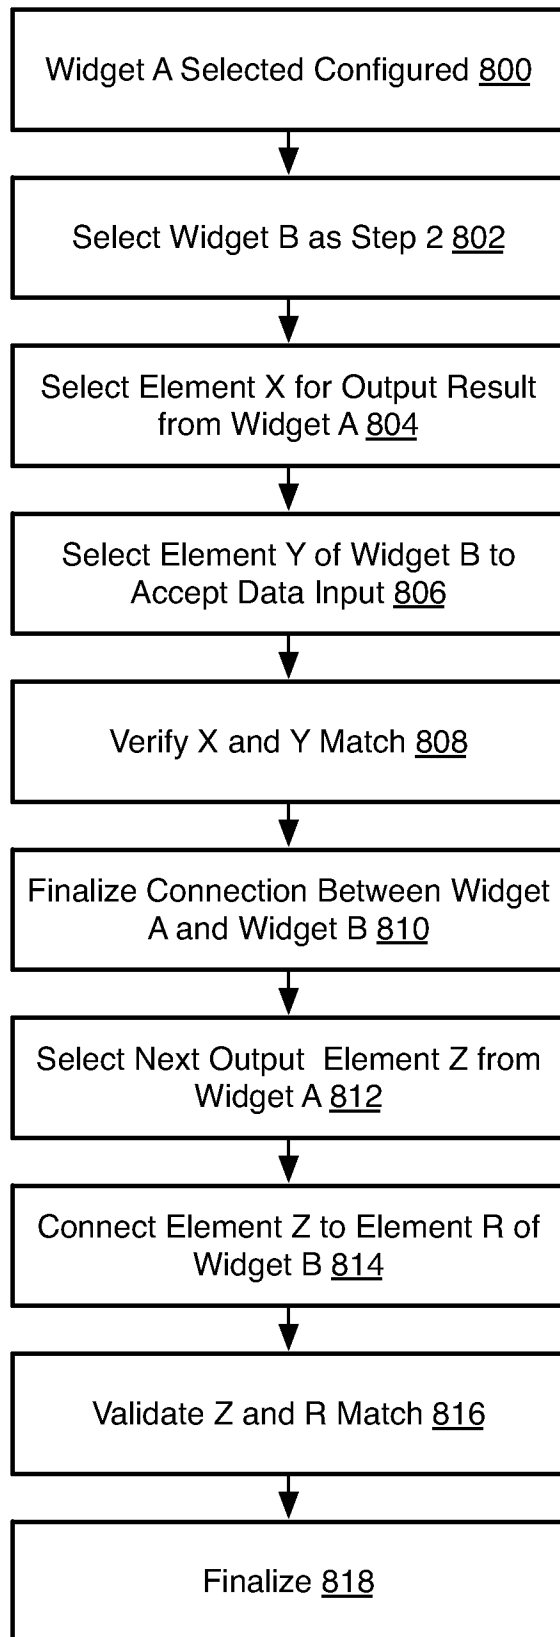 Widget A Selected Configured 800
Select Widget B as Step 2 802
Select Element X for Output Result
from Widget A 804
Select Element Y of Widget B to
Accept Data Input 806
Verify X and Y Match 808
Finalize Connection Between Widget
A and Widget B 810
Select Next Output  Element Z from
Widget A 812
Connect Element Z to Element R of
Widget B 814
Validate Z and R Match 816
Finalize 818